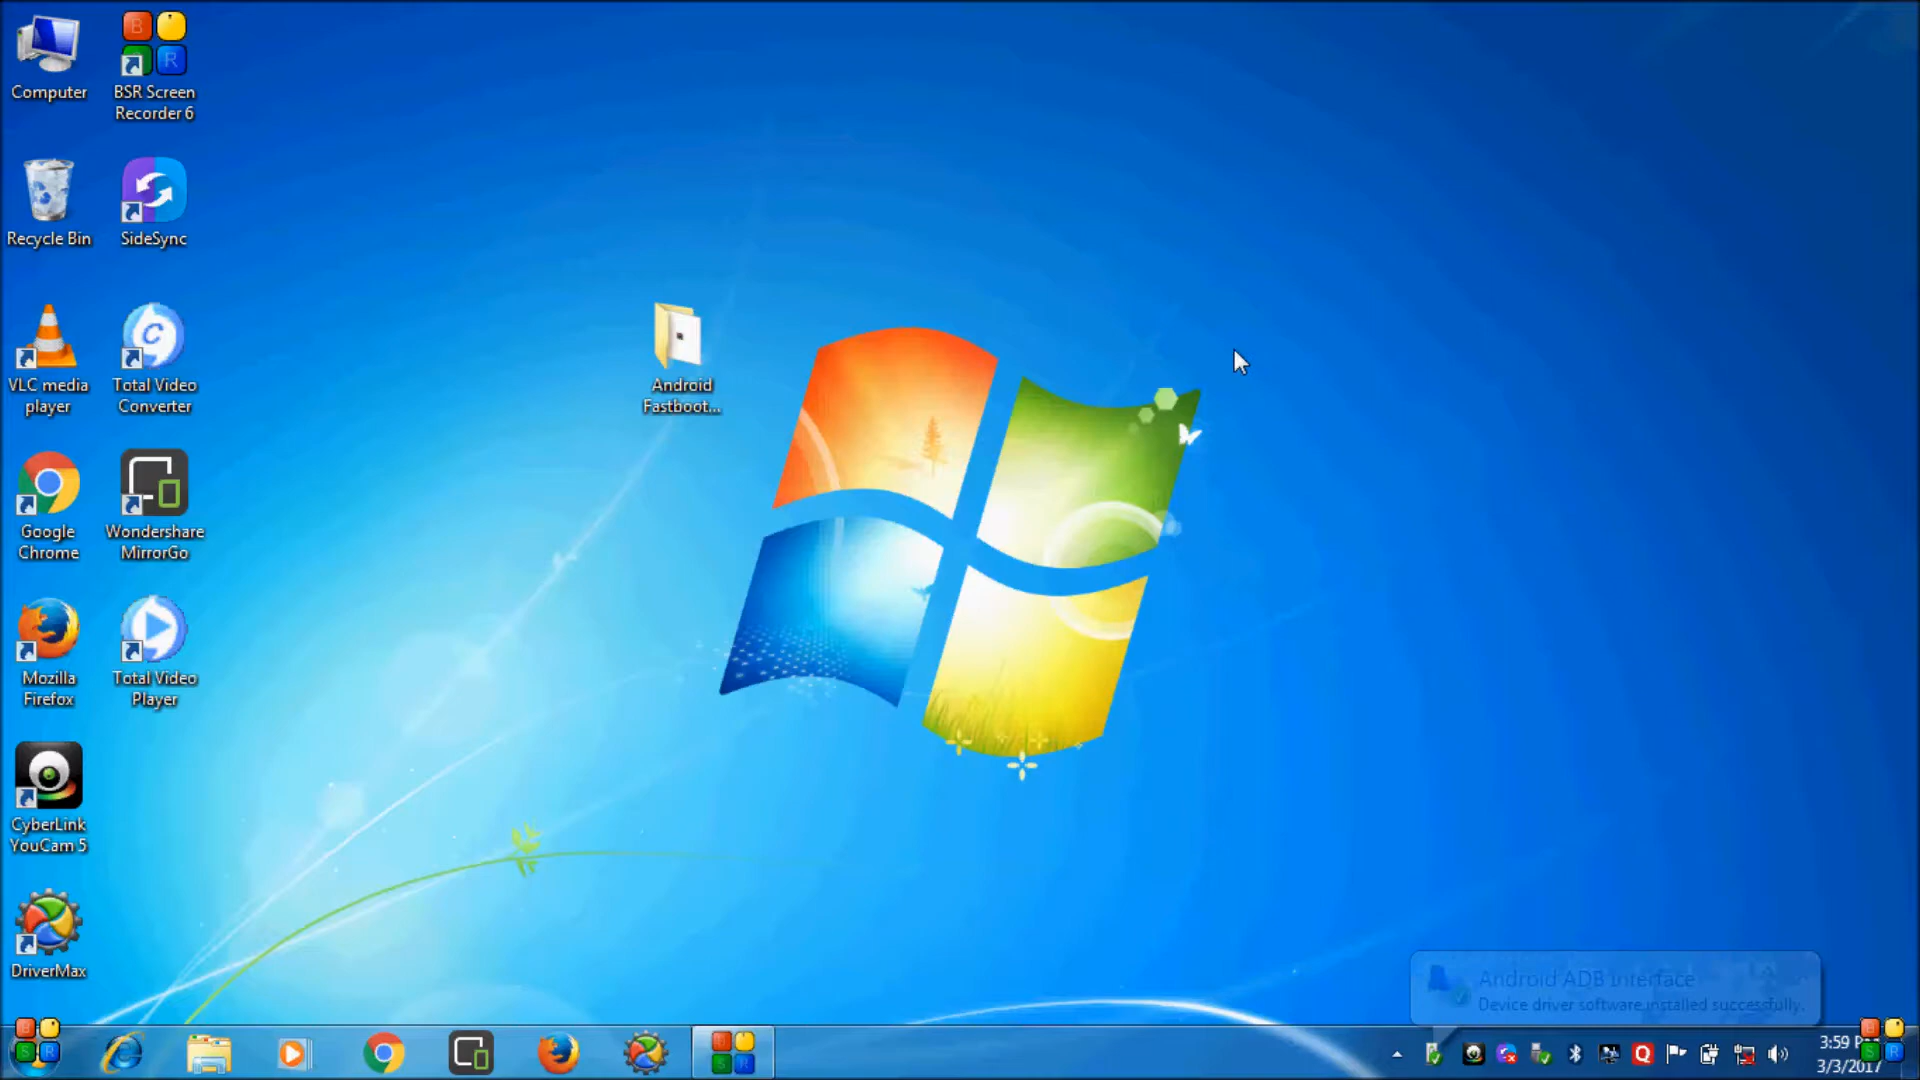 Computer
BSR Screen
Recorder 6
Recycle Bin
SideSync
VLC media
player
Total Video
Converter
Android
Fastboot...
Google
Chrome
Wondershare
MirrorGo
Mozilla
Firefox
Total Video
Player
CyberLink
YouCam 5
DriverMax
Android ADB Interface
Device driver software installed successfully.
3:59 P
3/3/2017